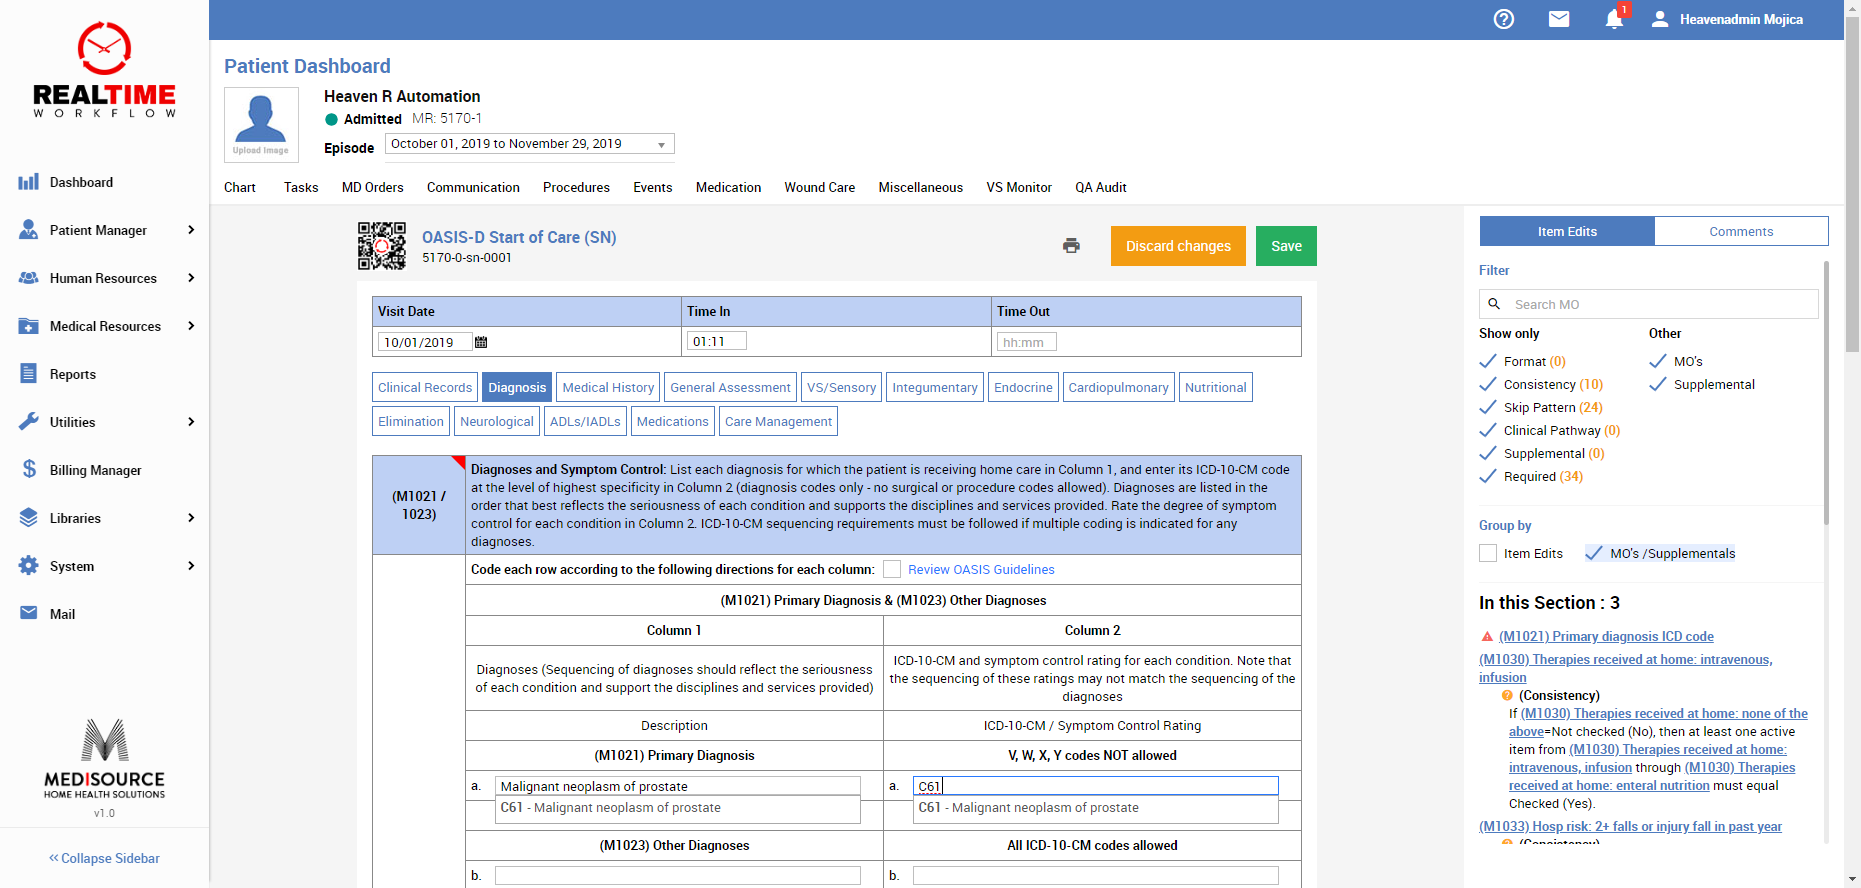 REALTIME
WORKFLOW
Dashboard
Patient Manager
Human Resources
Medical Resources
Reports
Utilities
Billing Manager
Libraries
System
Mail
MEDISOURCE
HOME HEALTH SOLUTIONS
v1.0
Collapse Sidebar
1
Heavenadmin Mojica
Patient Dashboard
Upload Image
Heaven R Automation
Admitted MR: 5170-1
Episode October 01, 2019 to November 29, 2019
Chart Tasks MD Orders Communication Procedures Events Medication Wound Care Miscellaneous VS Monitor QA Audit
OASIS-D Start of Care (SN)
5170-0-sn-0001
Discard changes
Save
Visit Date Time In Time Out
10/01/2019 01:11 hh:mm
Clinical Records Diagnosis Medical History General Assessment VS/Sensory Integumentary Endocrine Cardiopulmonary Nutritional
Elimination Neurological ADLs/IADLs Medications Care Management
(M1021 /
1023)
Diagnoses and Symptom Control: List each diagnosis for which the patient is receiving home care in Column 1, and enter its ICD-10-CM code
at the level of highest specificity in Column 2 (diagnosis codes only - no surgical or procedure codes allowed). Diagnoses are listed in the
order that best reflects the seriousness of each condition and supports the disciplines and services provided. Rate the degree of symptom
control for each condition in Column 2. ICD-10-CM sequencing requirements must be followed if multiple coding is indicated for any
diagnoses.
Code each row according to the following directions for each column: Review OASIS Guidelines
(M1021) Primary Diagnosis & (M1023) Other Diagnoses
Column 1 Column 2
Diagnoses (Sequencing of diagnoses should reflect the seriousness
of each condition and support the disciplines and services provided)
ICD-10-CM and symptom control rating for each condition. Note that
the sequencing of these ratings may not match the sequencing of the
diagnoses
Description ICD-10-CM / Symptom Control Rating
(M1021) Primary Diagnosis V, W, X, Y codes NOT allowed
a. Malignant neoplasm of prostate a. C61
C61 - Malignant neoplasm of prostate C61 - Malignant neoplasm of prostate
(M1023) Other Diagnoses All ICD-10-CM codes allowed
b. b.
Item Edits Comments
Filter
Search MO
Show only Other
Format (0) MO's
Consistency (10) Supplemental
Skip Pattern (24)
Clinical Pathway (0)
Supplemental (0)
Required (34)
Group by
Item Edits MO's /Supplementals
In this Section : 3
(M1021) Primary diagnosis ICD code
(M1030) Therapies received at home: intravenous,
infusion
(Consistency)
If (M1030) Therapies received at home: none of the
above=Not checked (No), then at least one active
item from (M1030) Therapies received at home:
intravenous, infusion through (M1030) Therapies
received at home: enteral nutrition must equal
Checked (Yes).
(M1033) Hosp risk: 2+ falls or injury fall in past year
(Consistency)